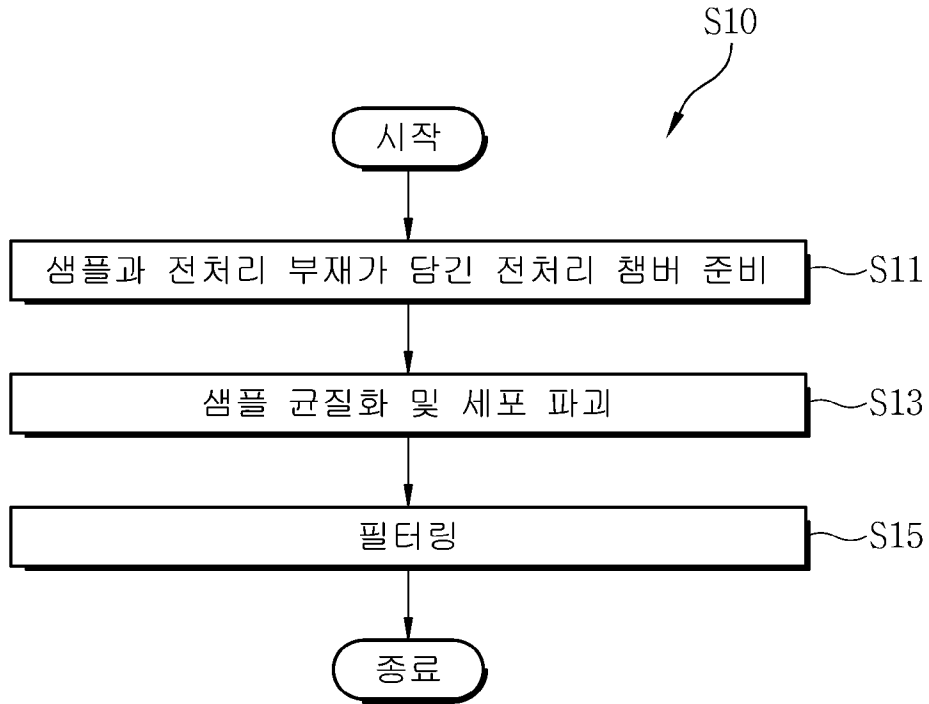 S10
시작
샘플과 전처리 부재가 담긴 전처리 챔버 준비
S11
샘플 균질화 및 세포 파괴
S13
필터링
S15
종료